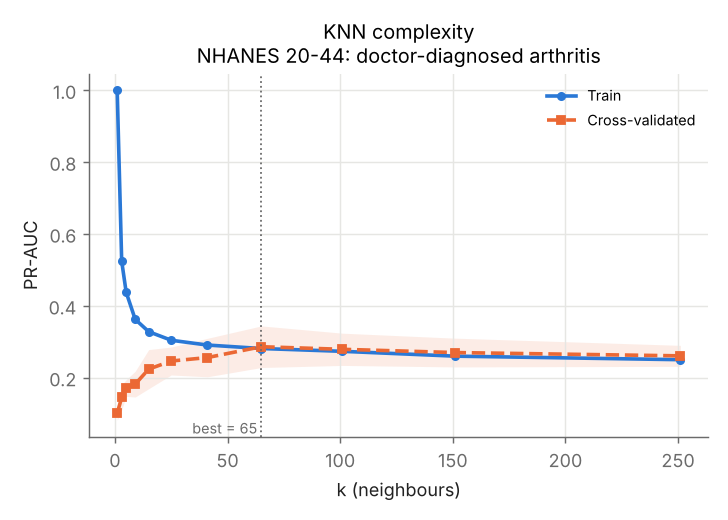 KNN complexity
NHANES 20-44: doctor-diagnosed arthritis
1.0
0.8
0.6
0.4
0.2
PR-AUC
Train
Cross-validated
best = 65
0
50
100
150
200
250
k (neighbours)